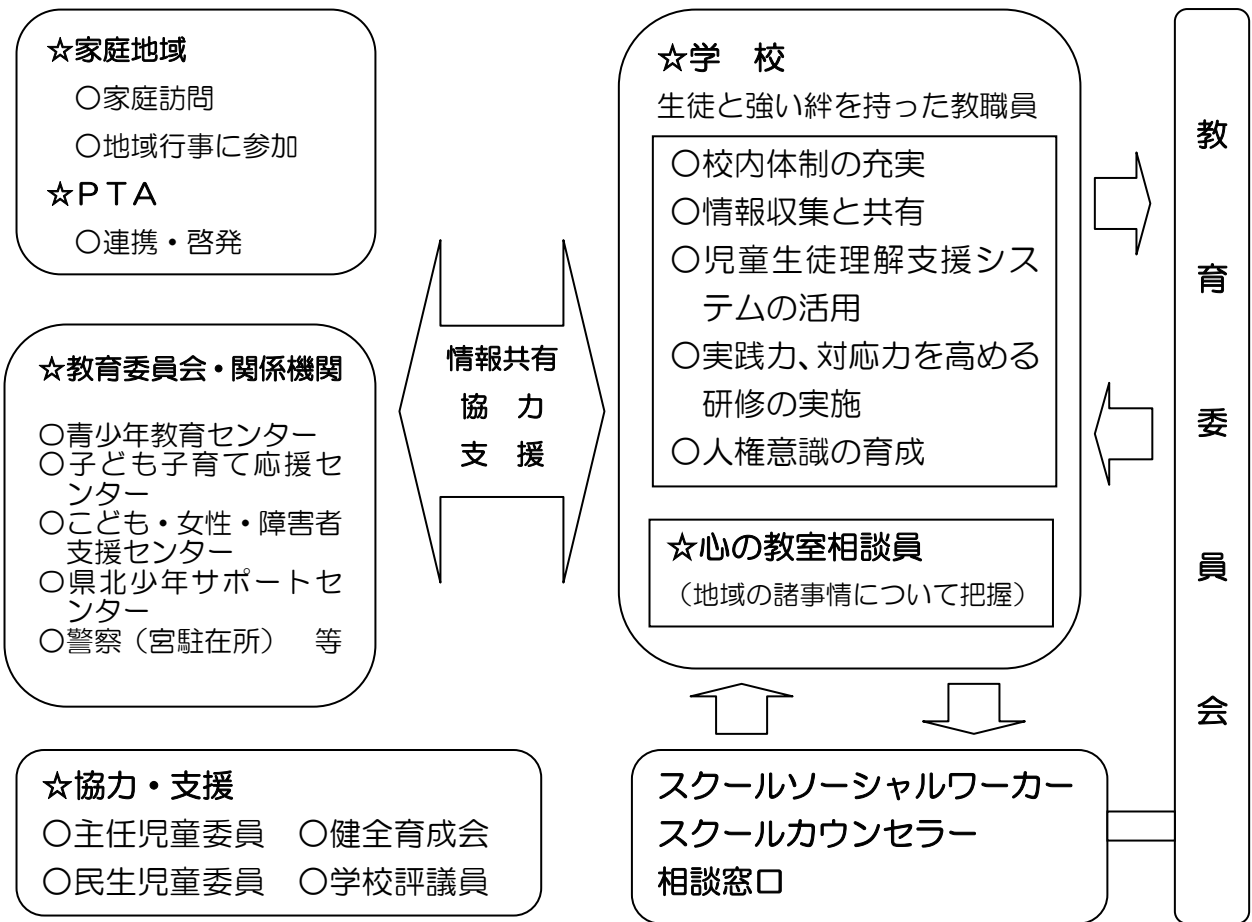 ☆家庭地域
○家庭訪問
○地域行事に参加
☆ＰＴＡ
○連携・啓発
☆教育委員会・関係機関
○青少年教育センター
○子ども子育て応援セ
ンター
○こども・女性・障害者
支援センター
○県北少年サポートセ
ンター
○警察（宮駐在所）　等
☆協力・支援
○主任児童委員　○健全育成会
○民生児童委員　○学校評議員
情報共有
協　力
支　援
☆学　校
生徒と強い絆を持った教職員
○校内体制の充実
○情報収集と共有
○児童生徒理解支援シス
テムの活用
○実践力、対応力を高める
研修の実施
○人権意識の育成
☆心の教室相談員
（地域の諸事情について把握）
スクールソーシャルワーカー
スクールカウンセラー
相談窓口
教育委員会